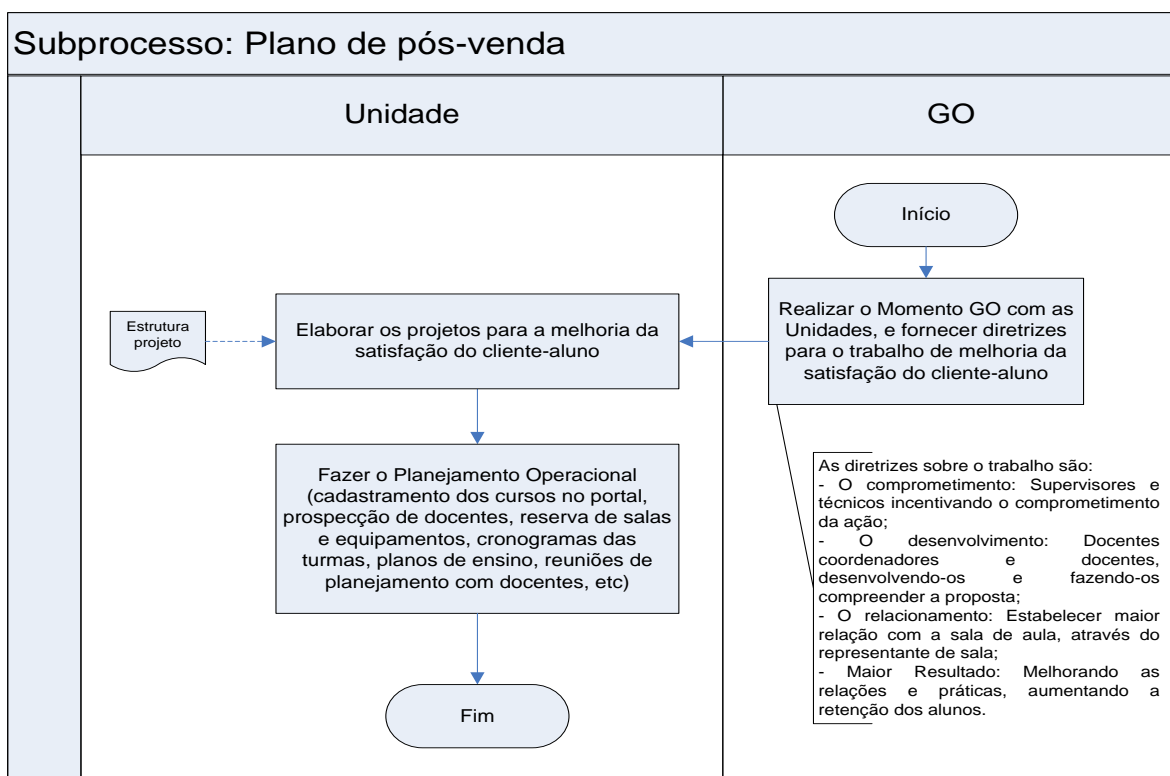 Subprocesso: Plano de pós-venda
Unidade
GO
Início
Realizar o Momento GO com as
Unidades, e fornecer diretrizes
para o trabalho de melhoria da
satisfação do cliente-aluno
Estrutura
projeto
Elaborar os projetos para a melhoria da
satisfação do cliente-aluno
Fazer o Planejamento Operacional
(cadastramento dos cursos no portal,
prospecção de docentes, reserva de salas
e equipamentos, cronogramas das
turmas, planos de ensino, reuniões de
planejamento com docentes, etc)
Fim
As diretrizes sobre o trabalho são:
- O comprometimento: Supervisores e
técnicos incentivando o comprometimento
da ação;
- O desenvolvimento: Docentes
coordenadores e docentes,
desenvolvendo-os e fazendo-os
compreender a proposta;
- O relacionamento: Estabelecer maior
relação com a sala de aula, através do
representante de sala;
- Maior Resultado: Melhorando as
relações e práticas, aumentando a
retenção dos alunos.